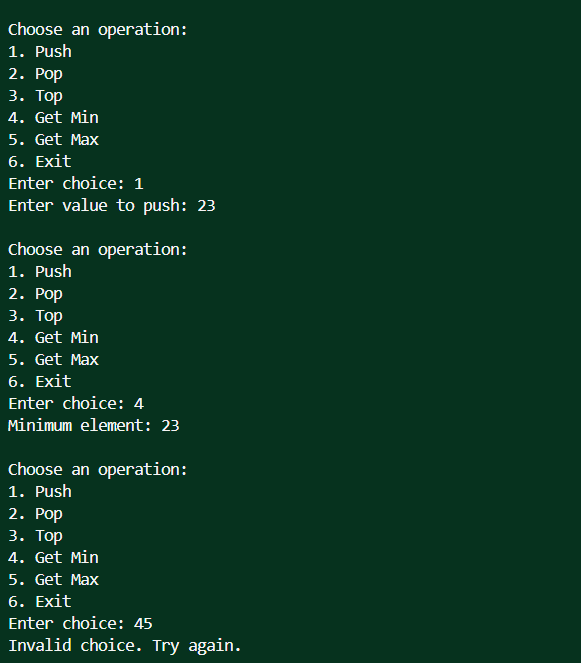 Choose an operation:
1. Push
2. Pop
3. Top
4. Get Min
5. Get Max
6. Exit
Enter choice: 1
Enter value to push: 23

Choose an operation:
1. Push
2. Pop
3. Top
4. Get Min
5. Get Max
6. Exit
Enter choice: 4
Minimum element: 23

Choose an operation:
1. Push
2. Pop
3. Top
4. Get Min
5. Get Max
6. Exit
Enter choice: 45
Invalid choice. Try again.